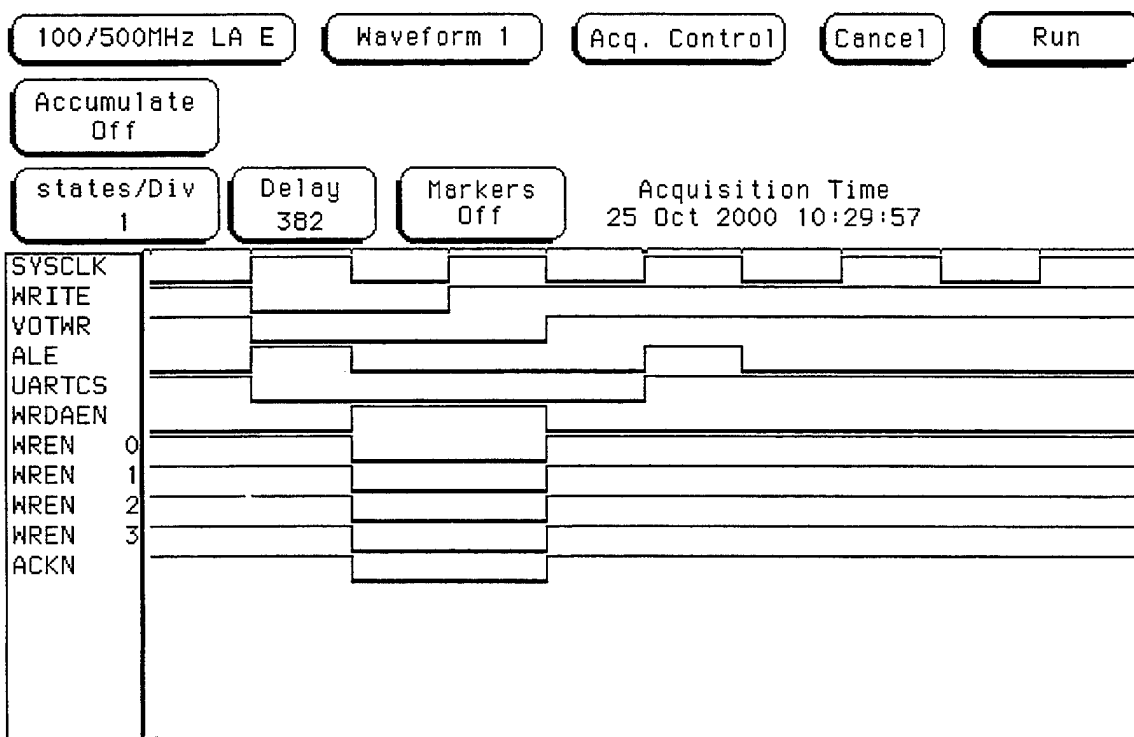 100/500MHz LA E Waveform 1 Acq. Control Cancel Run
Accumulate
Off
states/Div Delay Markers Acquisition Time
1 382 Off 25 Oct 2000 10:29:57
SYSCLK
WRITE
VOTWR
ALE
UARTCS
WRDAEN
WREN 0
WREN 1
WREN 2
WREN 3
ACKN